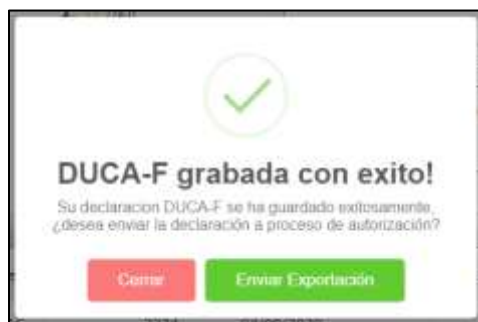 DUCA-F grabada con exito!
Su declaracion DUCA-F se ha guardado exitosamente,
¿desea enviar la declaración a proceso de autorización?
Cerrar
Enviar Exportación